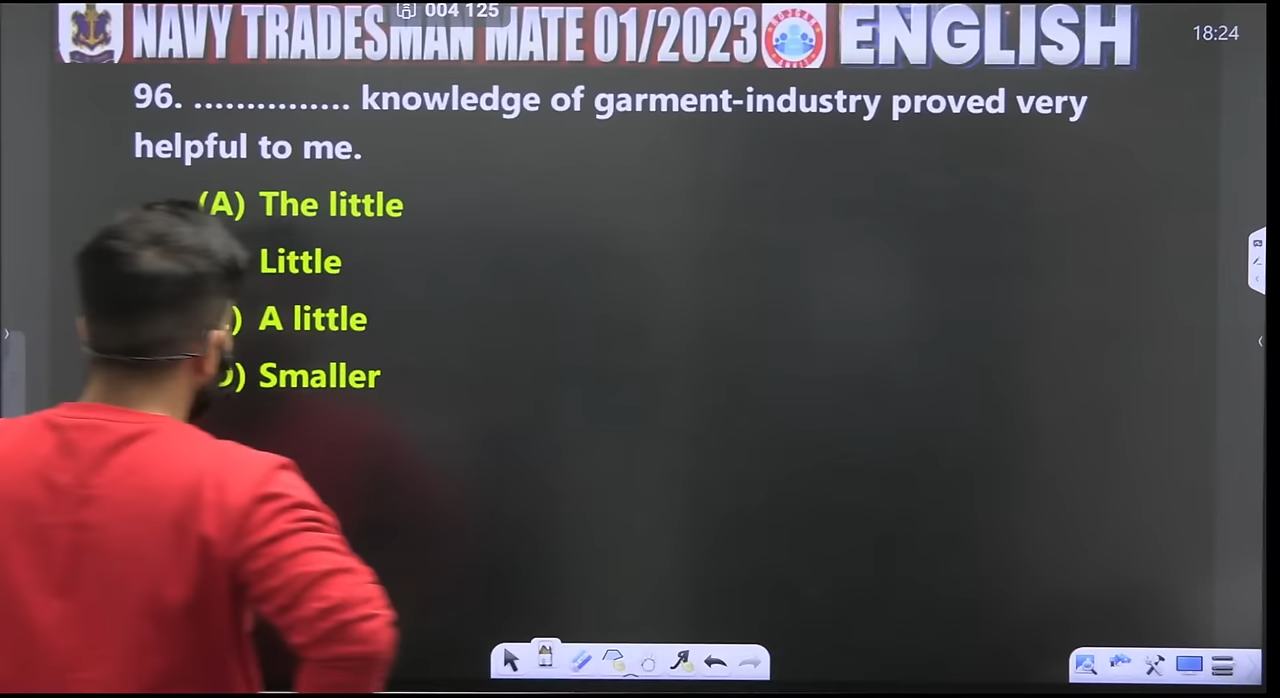 004 125
NAVY TRADESMAN MATE 01/2023 ENGLISH
18:24
96. ............... knowledge of garment-industry proved very
helpful to me.
(A) The little
Little
) A little
D) Smaller